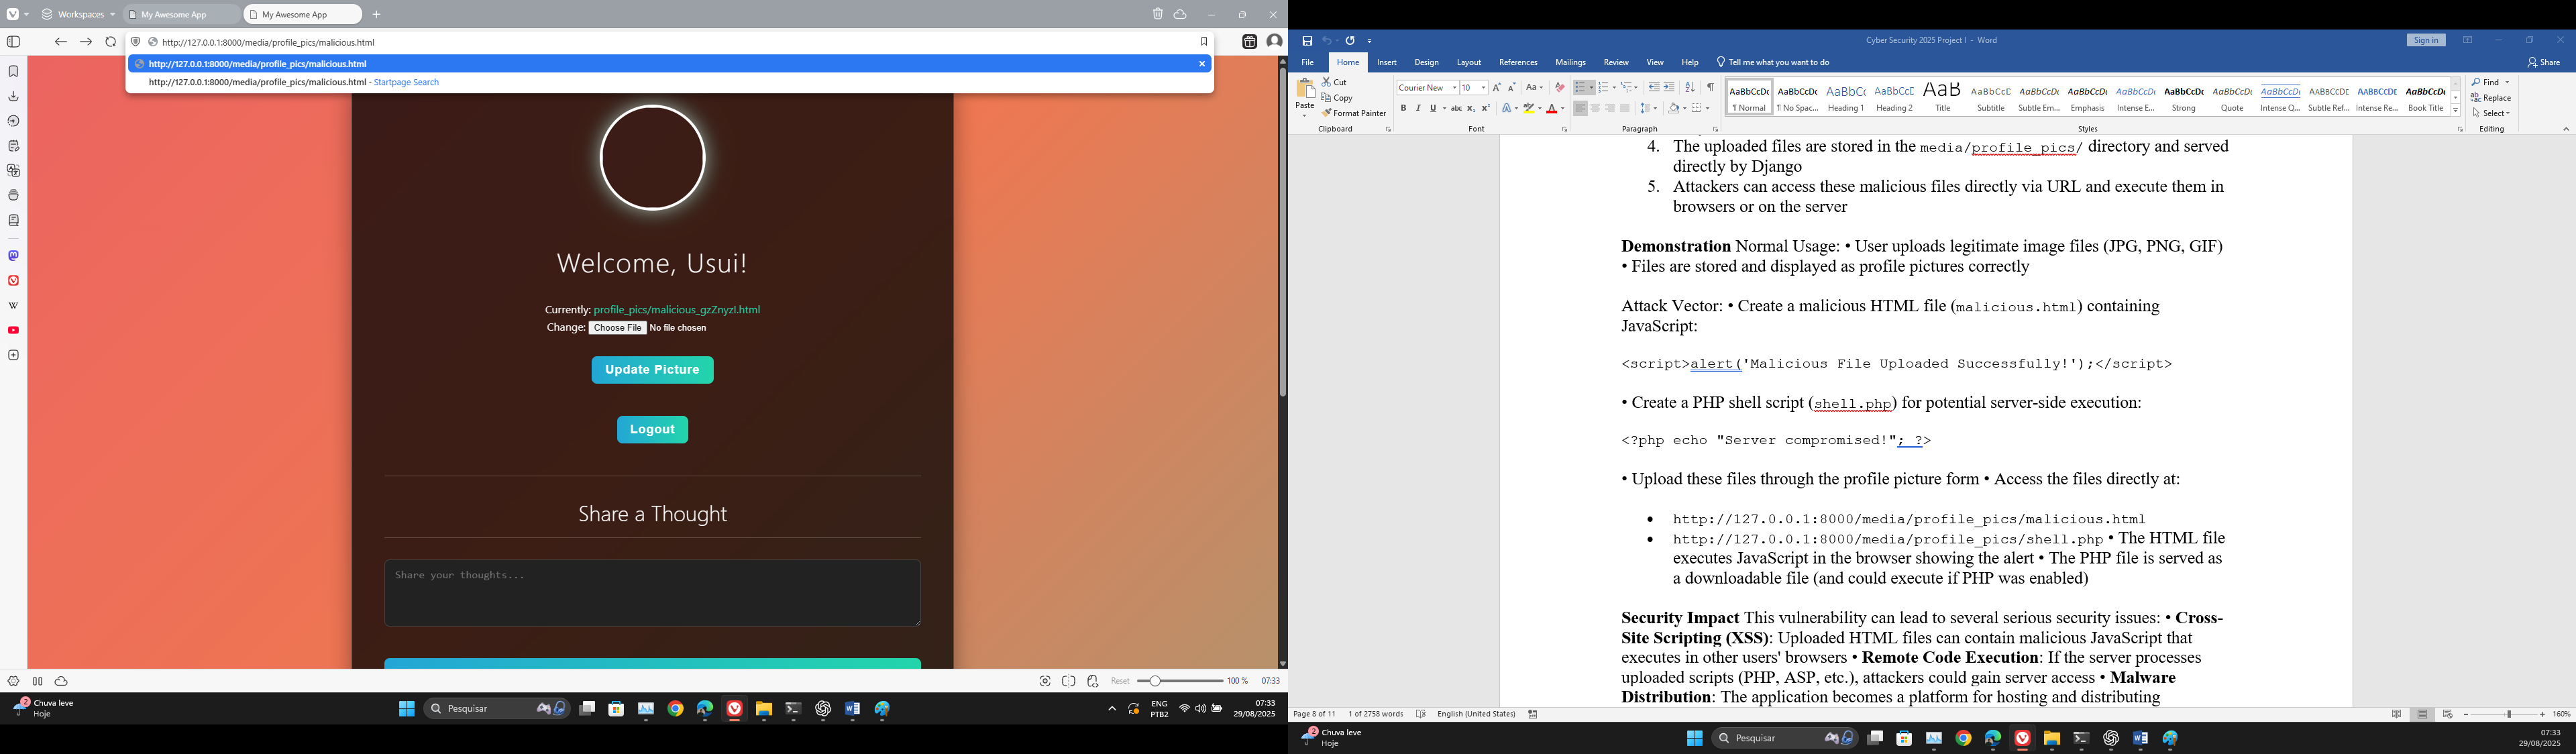 Workspaces
My Awesome App
My Awesome App
http://127.0.0.1:8000/media/profile_pics/malicious.html
http://127.0.0.1:8000/media/profile_pics/malicious.html
http://127.0.0.1:8000/media/profile_pics/malicious.html - Startpage Search
Welcome, Usui!
Currently: profile_pics/malicious_gzZnyzI.html
Change: Choose File No file chosen
Update Picture
Logout
Share a Thought
Share your thoughts...
Reset 100 % 07:33
2 Chuva leve
Hoje
Pesquisar
ENG
PTB2
07:33
29/08/2025
Cyber Security 2025 Project I - Word
Sign in
File Home Insert Design Layout References Mailings Review View Help Tell me what you want to do
Share
Paste
Cut
Copy
Format Painter
Clipboard
Courier New 10
Font
Paragraph
AaBbCcDc AaBbCcDc AaBbCc AaBbCcD AaB AaBbCcD AaBbCcDc AaBbCcDc AaBbCcDc AaBbCcDc AaBbCcDc AaBbCcDc AABBCCDD AABBCCDC AaBbCcDc
¶ Normal ¶ No Spac... Heading 1 Heading 2 Title Subtitle Subtle Em... Emphasis Intense E... Strong Quote Intense Q... Subtle Ref... Intense Re... Book Title
Styles
Find
Replace
Select
Editing
4. The uploaded files are stored in the media/profile_pics/ directory and served
directly by Django
5. Attackers can access these malicious files directly via URL and execute them in
browsers or on the server
Demonstration Normal Usage: • User uploads legitimate image files (JPG, PNG, GIF)
• Files are stored and displayed as profile pictures correctly
Attack Vector: • Create a malicious HTML file (malicious.html) containing
JavaScript:
<script>alert('Malicious File Uploaded Successfully!');</script>
• Create a PHP shell script (shell.php) for potential server-side execution:
<?php echo "Server compromised!"; ?>
• Upload these files through the profile picture form • Access the files directly at:
• http://127.0.0.1:8000/media/profile_pics/malicious.html
• http://127.0.0.1:8000/media/profile_pics/shell.php • The HTML file
executes JavaScript in the browser showing the alert • The PHP file is served as
a downloadable file (and could execute if PHP was enabled)
Security Impact This vulnerability can lead to several serious security issues: • Cross-
Site Scripting (XSS): Uploaded HTML files can contain malicious JavaScript that
executes in other users' browsers • Remote Code Execution: If the server processes
uploaded scripts (PHP, ASP, etc.), attackers could gain server access • Malware
Distribution: The application becomes a platform for hosting and distributing
Page 8 of 11 1 of 2758 words English (United States)
160%
2 Chuva leve
Hoje
Pesquisar
07:33
29/08/2025